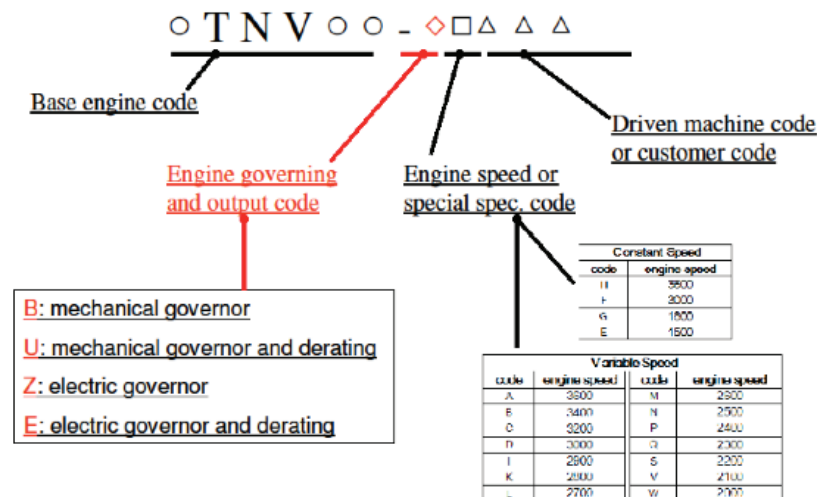 ○ T N V ○ ○ - ◇ □ △ △ △
Base engine code
Driven machine code
or customer code
Engine governing
and output code
Engine speed or
special spec. code
B: mechanical governor
U: mechanical governor and derating
Z: electric governor
E: electric governor and derating
Constant Speed
code engine speed
H
F 3000
G 1800
E 1500
Variable Speed
code engine speed code engine speed
A 3600 M 2600
B 3400 N 2500
C 3200 P 2400
D 3000 Q 2300
I 2900 S 2200
K 2800 V 2100
L 2700 W 2000